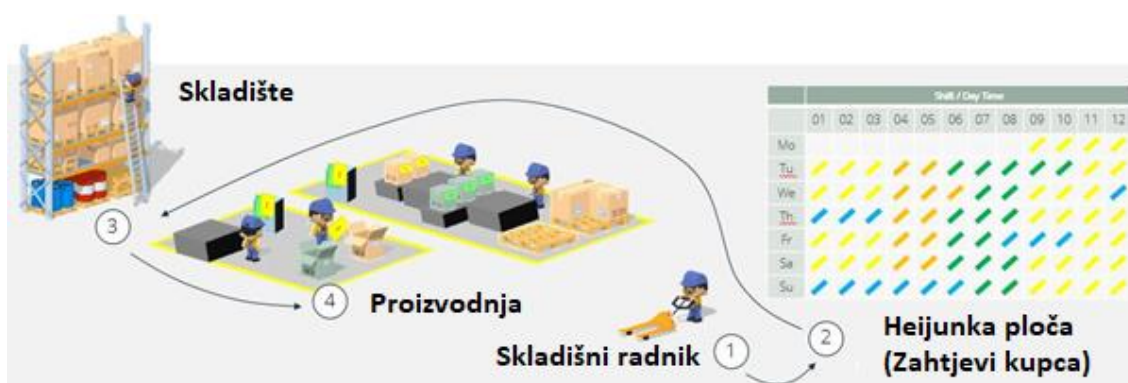 Skladište
Shift / Day Time
01 02 03 04 05 06 07 08 09 10 11 12
Mo
Tu
We
Th
Fr
Sa
Su
3
4
Proizvodnja
Skladišni radnik
1
2
Heijunka ploča
(Zahtjevi kupca)